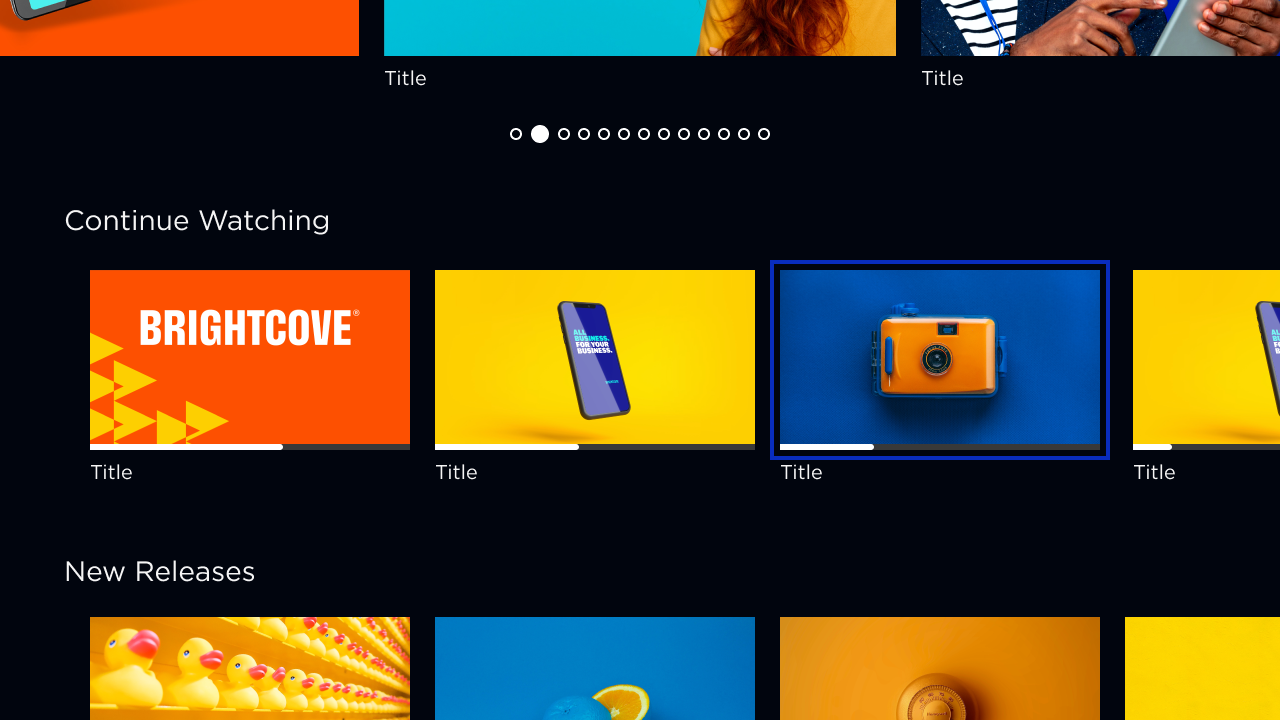 Title
Title
Continue Watching
BRIGHTCOVE®
ALL
BUSINESS.
FOR YOUR
BUSINESS.
Title
Title
Title
Title
New Releases